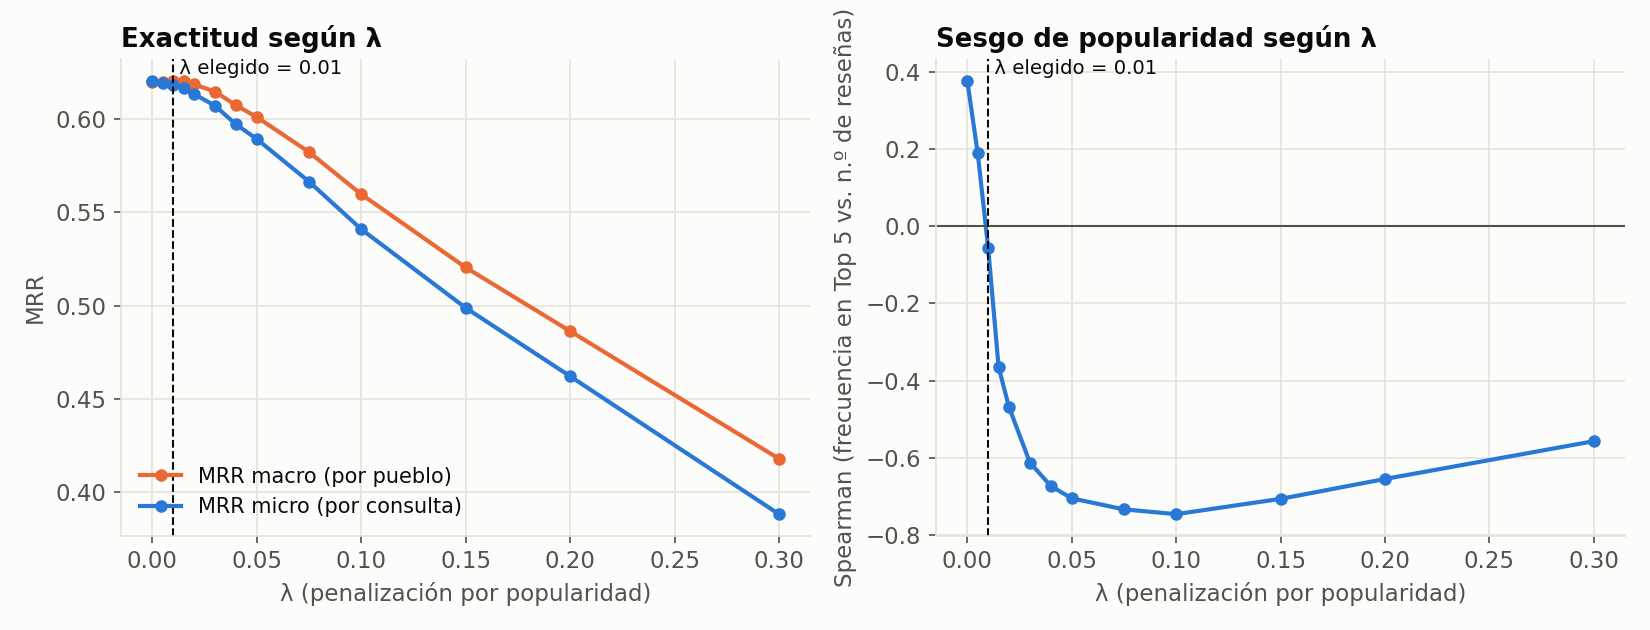 Exactitud según λ
λ elegido = 0.01
MRR
0.60
0.55
0.50
0.45
0.40
MRR macro (por pueblo)
MRR micro (por consulta)
0.00 0.05 0.10 0.15 0.20 0.25 0.30
λ (penalización por popularidad)
Sesgo de popularidad según λ
λ elegido = 0.01
Spearman (frecuencia en Top 5 vs. n.º de reseñas)
0.4
0.2
0.0
−0.2
−0.4
−0.6
−0.8
0.00 0.05 0.10 0.15 0.20 0.25 0.30
λ (penalización por popularidad)